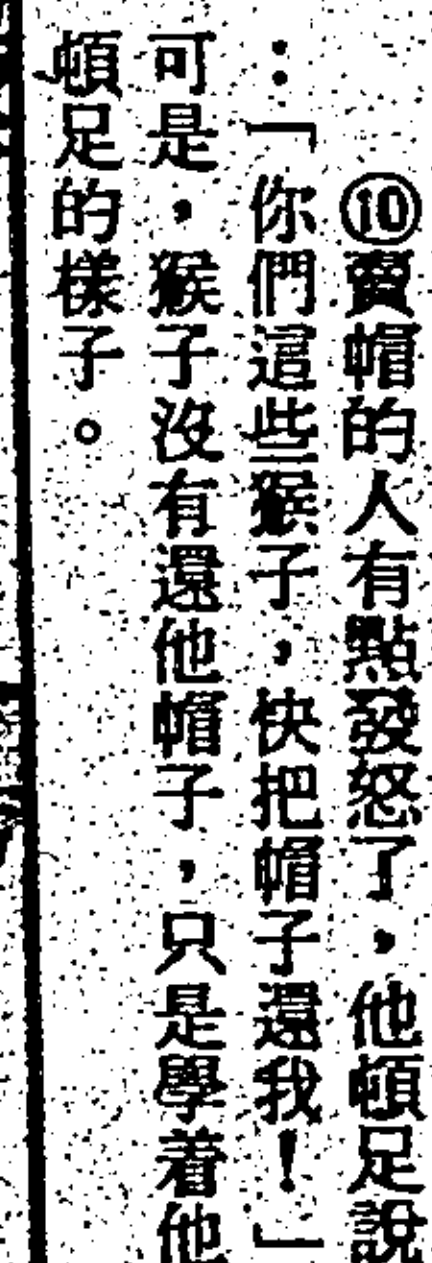 ⑩賣帽的人有點發怒了，他頓足說
：「你們這些猴子，快把帽子還我！」
可是，猴子沒有還他帽子，只是學着他
頓足的樣子。